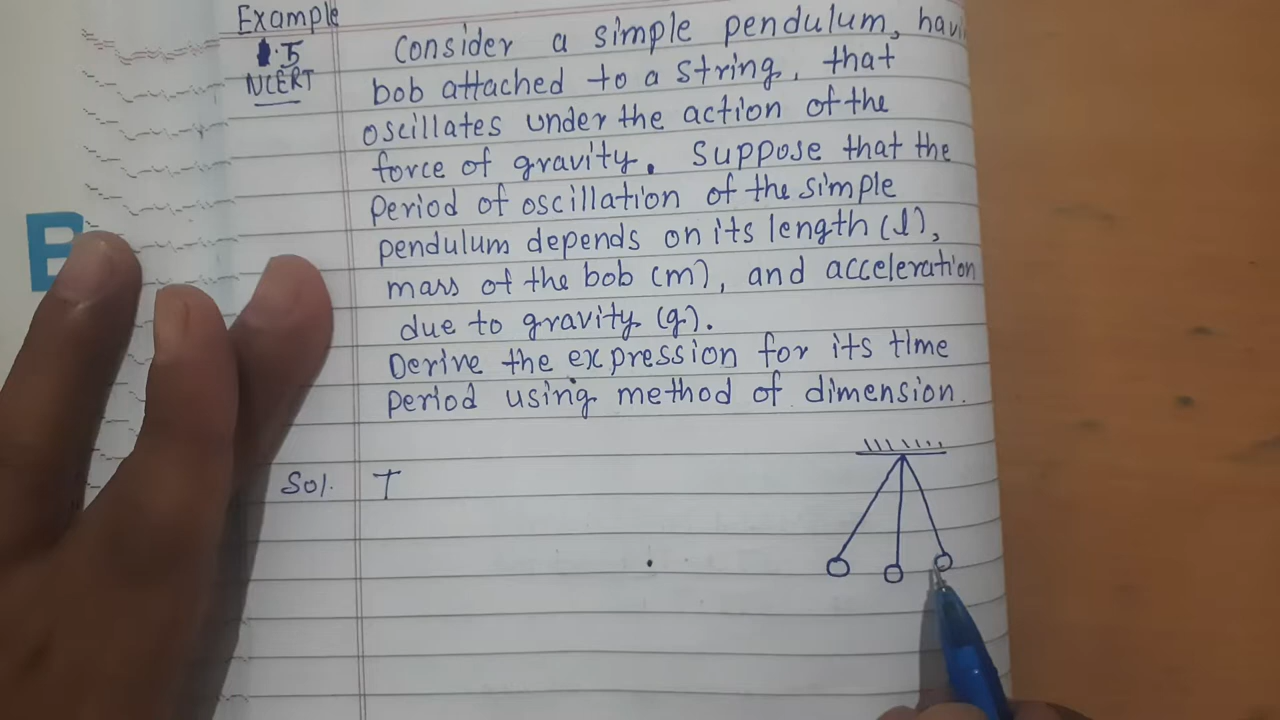 Example
1.5
NCERT
Consider a simple pendulum, havi
bob attached to a string, that
oscillates under the action of the
force of gravity. Suppose that the
period of oscillation of the simple
pendulum depends on its length (l),
mass of the bob (m), and acceleration
due to gravity (g).
Derive the expression for its time
period using method of dimension.
Sol. T
B